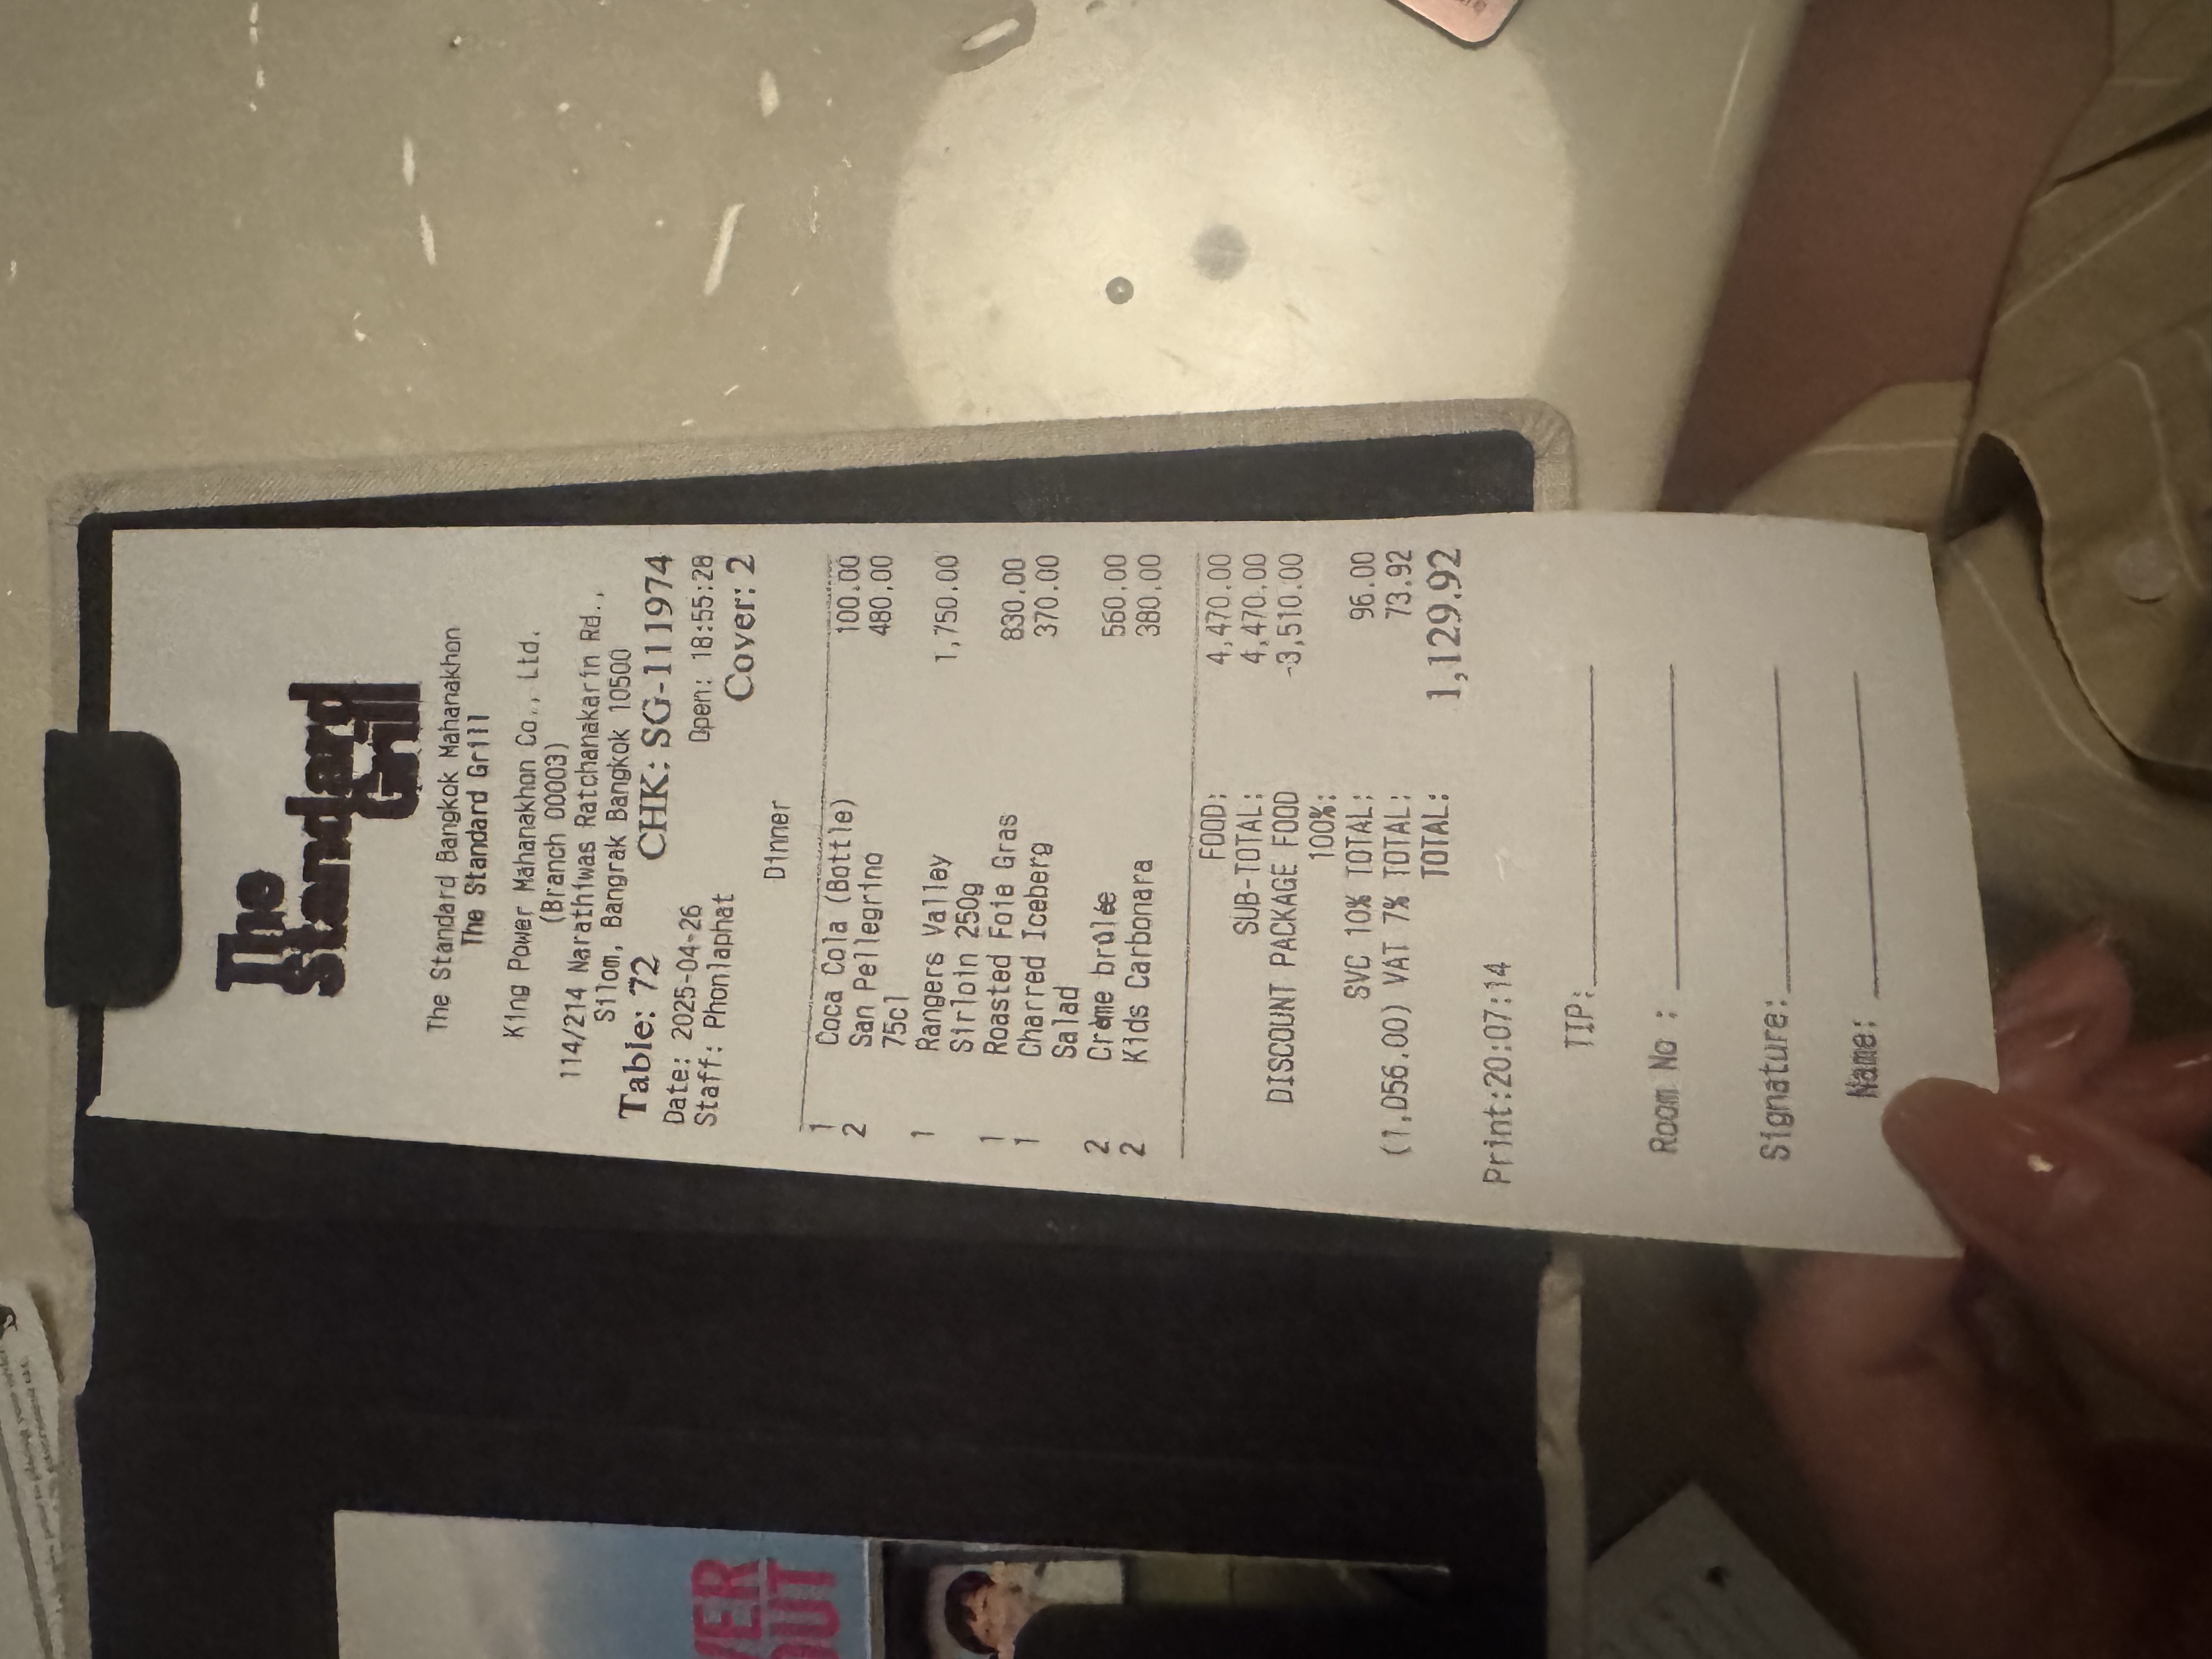 The
Standard
Grill
The Standard Bangkok Mahanakhon
The Standard Grill
King Power Mahanakhon Co., Ltd.
(Branch 00003)
114/214 Narathiwas Ratchanakarin Rd.,
Silom, Bangrak Bangkok 10500
Table: 72 CHK: SG-111974
Date: 2025-04-26 Open: 18:55:28
Staff: Phonlaphat Cover: 2
Dinner
1 Coca Cola (Bottle) 100.00
2 San Pellegrino 480.00
75cl
1 Rangers Valley 1,750.00
Sirloin 250g
1 Roasted Foie Gras 830.00
1 Charred Iceberg 370.00
Salad
2 Crème brûlée 560.00
2 Kids Carbonara 380.00
FOOD: 4,470.00
SUB-TOTAL: 4,470.00
DISCOUNT PACKAGE FOOD -3,510.00
100%:
SVC 10% TOTAL: 96.00
(1,056.00) VAT 7% TOTAL: 73.92
TOTAL: 1,129.92
Print:20:07:14
TIP:
Room No :
Signature:
Name:
VER
OUT